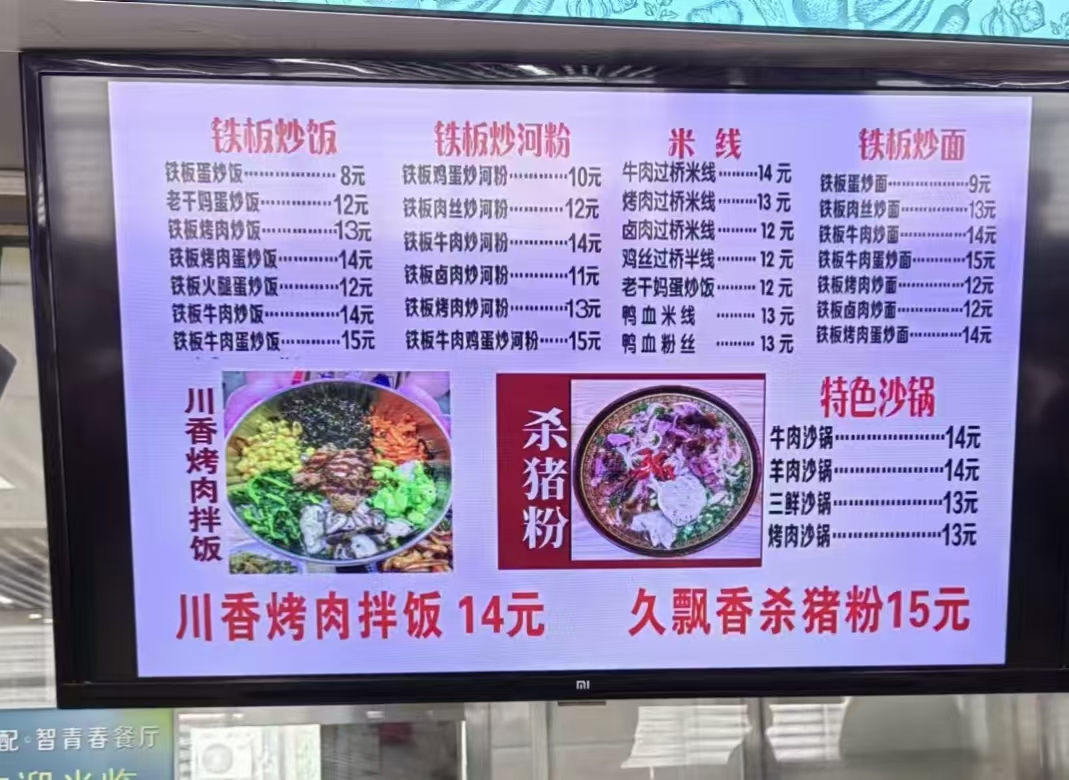 铁板炒饭
铁板蛋炒饭………………8元
老干妈蛋炒饭…………12元
铁板烤肉炒饭…………13元
铁板烤肉蛋炒饭………14元
铁板火腿蛋炒饭………12元
铁板牛肉炒饭…………14元
铁板牛肉蛋炒饭………15元
铁板炒河粉
铁板鸡蛋炒河粉………10元
铁板肉丝炒河粉………12元
铁板牛肉炒河粉………14元
铁板卤肉炒河粉………11元
铁板烤肉炒河粉………13元
铁板牛肉鸡蛋炒河粉……15元
米线
牛肉过桥米线………14元
烤肉过桥米线………13元
卤肉过桥米线………12元
鸡丝过桥半线………12元
老干妈蛋炒饭………12元
鸭血米线………13元
鸭血粉丝………13元
铁板炒面
铁板蛋炒面……………9元
铁板肉丝炒面…………13元
铁板牛肉炒面…………14元
铁板牛肉蛋炒面………15元
铁板烤肉炒面…………12元
铁板卤肉炒面…………12元
铁板烤肉蛋炒面………14元
川香烤肉拌饭
杀猪粉
特色沙锅
牛肉沙锅………………14元
羊肉沙锅………………14元
三鲜沙锅………………13元
烤肉沙锅………………13元
川香烤肉拌饭 14元
久飘香杀猪粉15元
mi
配·智青春餐厅